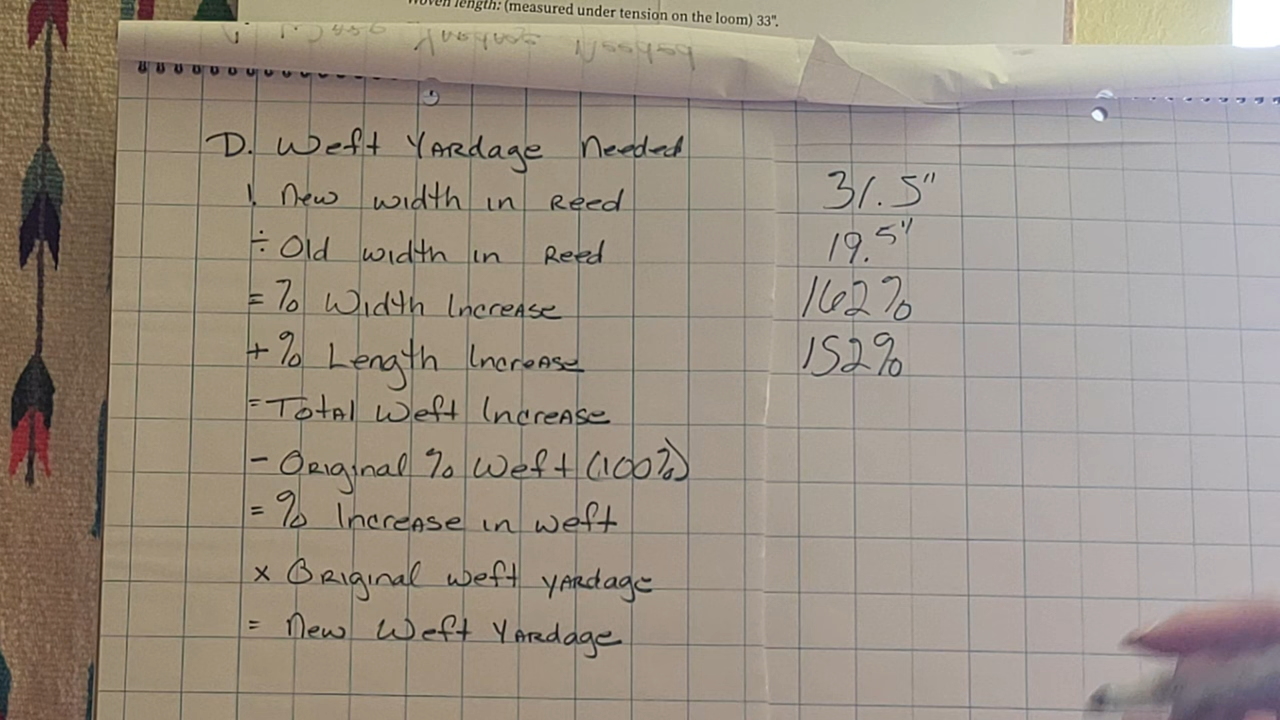 Woven length: (measured under tension on the loom) 33".
Yardage Needed
D. Weft Yardage Needed
1. New width in Reed 31.5"
÷ Old width in Reed 19.5"
= % Width Increase 162%
+ % Length Increase 152%
= Total Weft Increase
- Original % Weft (100%)
= % Increase in weft
x Original weft yardage
= New Weft Yardage